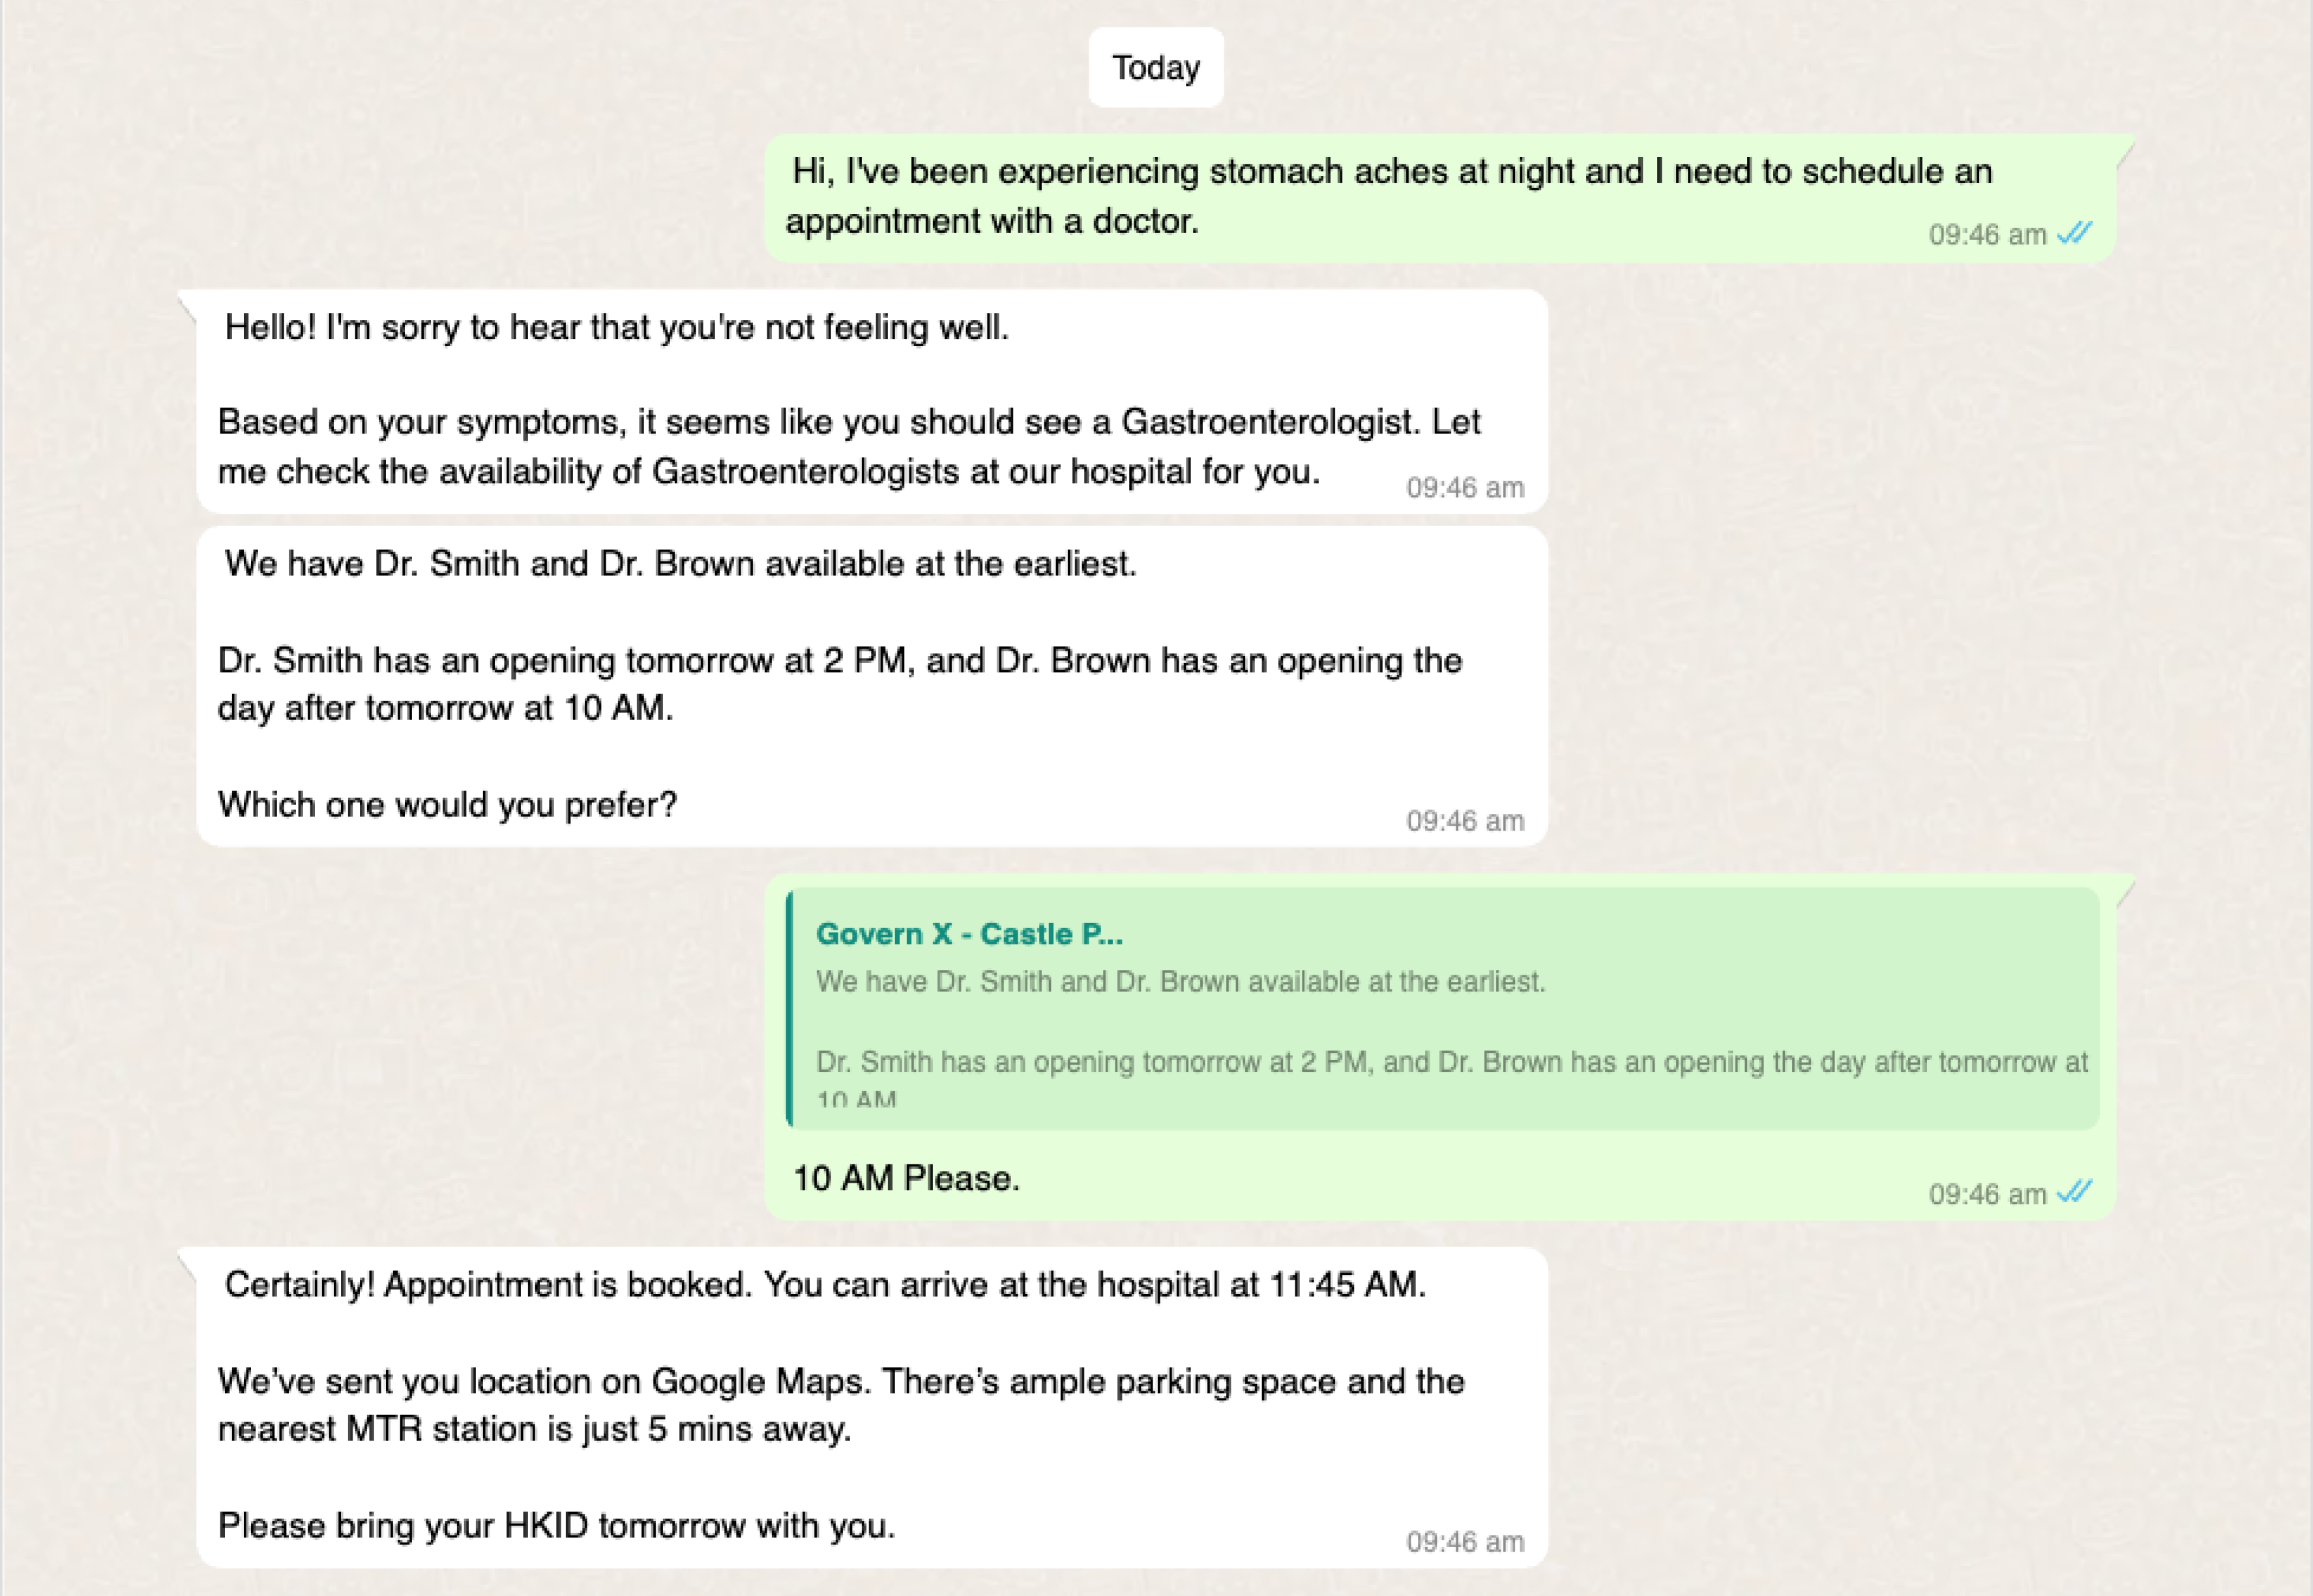 Today
Hi, I've been experiencing stomach aches at night and I need to schedule an
appointment with a doctor.
09:46 am
Hello! I'm sorry to hear that you're not feeling well.
Based on your symptoms, it seems like you should see a Gastroenterologist. Let
me check the availability of Gastroenterologists at our hospital for you.
09:46 am
We have Dr. Smith and Dr. Brown available at the earliest.
Dr. Smith has an opening tomorrow at 2 PM, and Dr. Brown has an opening the
day after tomorrow at 10 AM.
Which one would you prefer?
09:46 am
Govern X - Castle P...
We have Dr. Smith and Dr. Brown available at the earliest.
Dr. Smith has an opening tomorrow at 2 PM, and Dr. Brown has an opening the day after tomorrow at
10 AM
10 AM Please.
09:46 am
Certainly! Appointment is booked. You can arrive at the hospital at 11:45 AM.
We’ve sent you location on Google Maps. There’s ample parking space and the
nearest MTR station is just 5 mins away.
Please bring your HKID tomorrow with you.
09:46 am